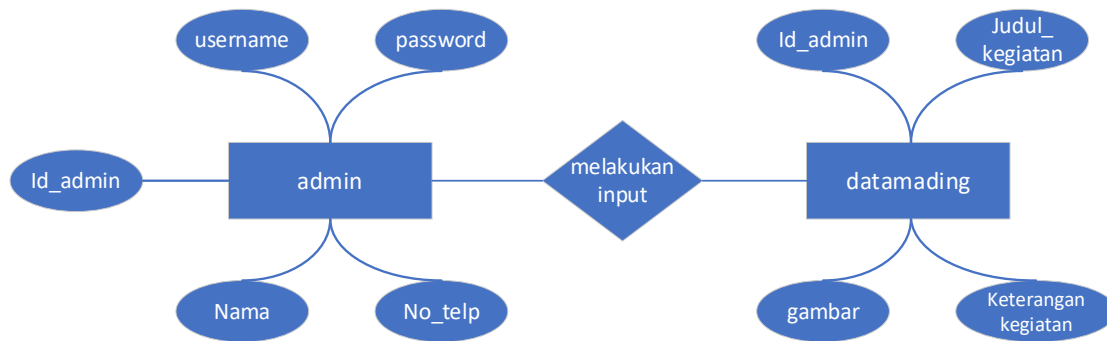 username
password
Id_admin
Judul_
kegiatan
Id_admin
admin
melakukan
input
datamading
Nama
No_telp
gambar
Keterangan
kegiatan